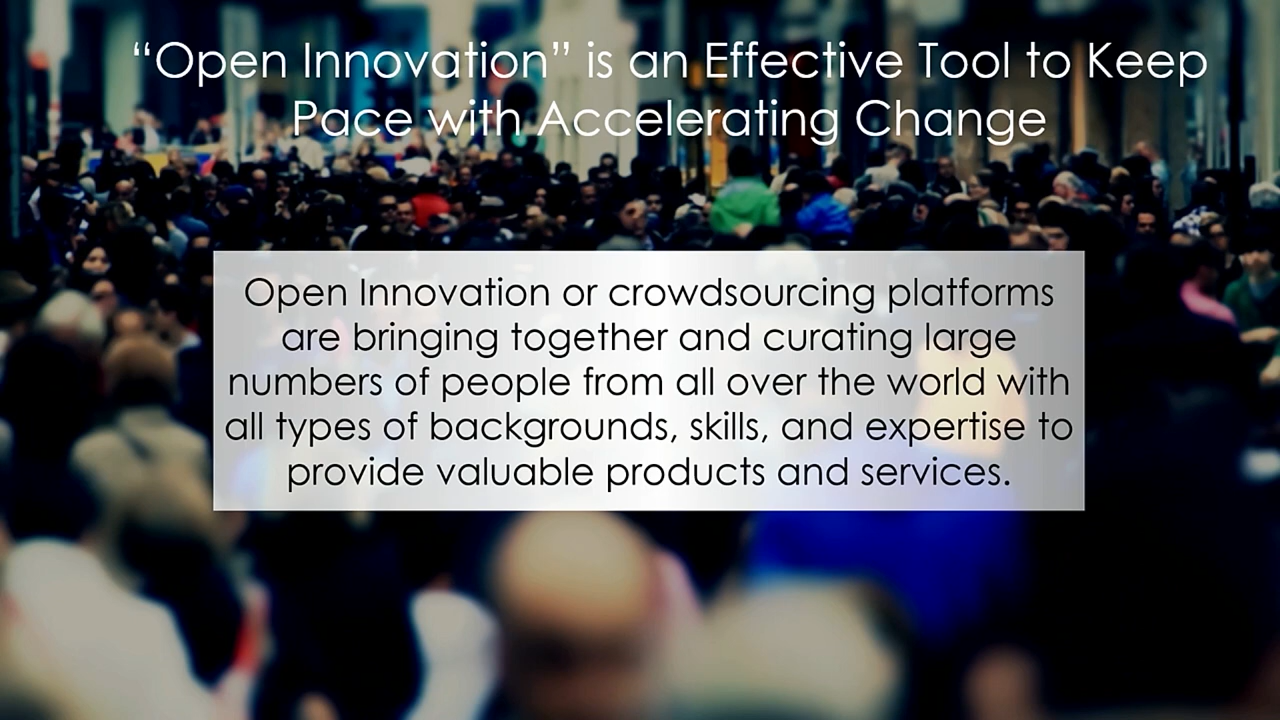 “Open Innovation” is an Effective Tool to Keep
Pace with Accelerating Change
Open Innovation or crowdsourcing platforms
are bringing together and curating large
numbers of people from all over the world with
all types of backgrounds, skills, and expertise to
provide valuable products and services.